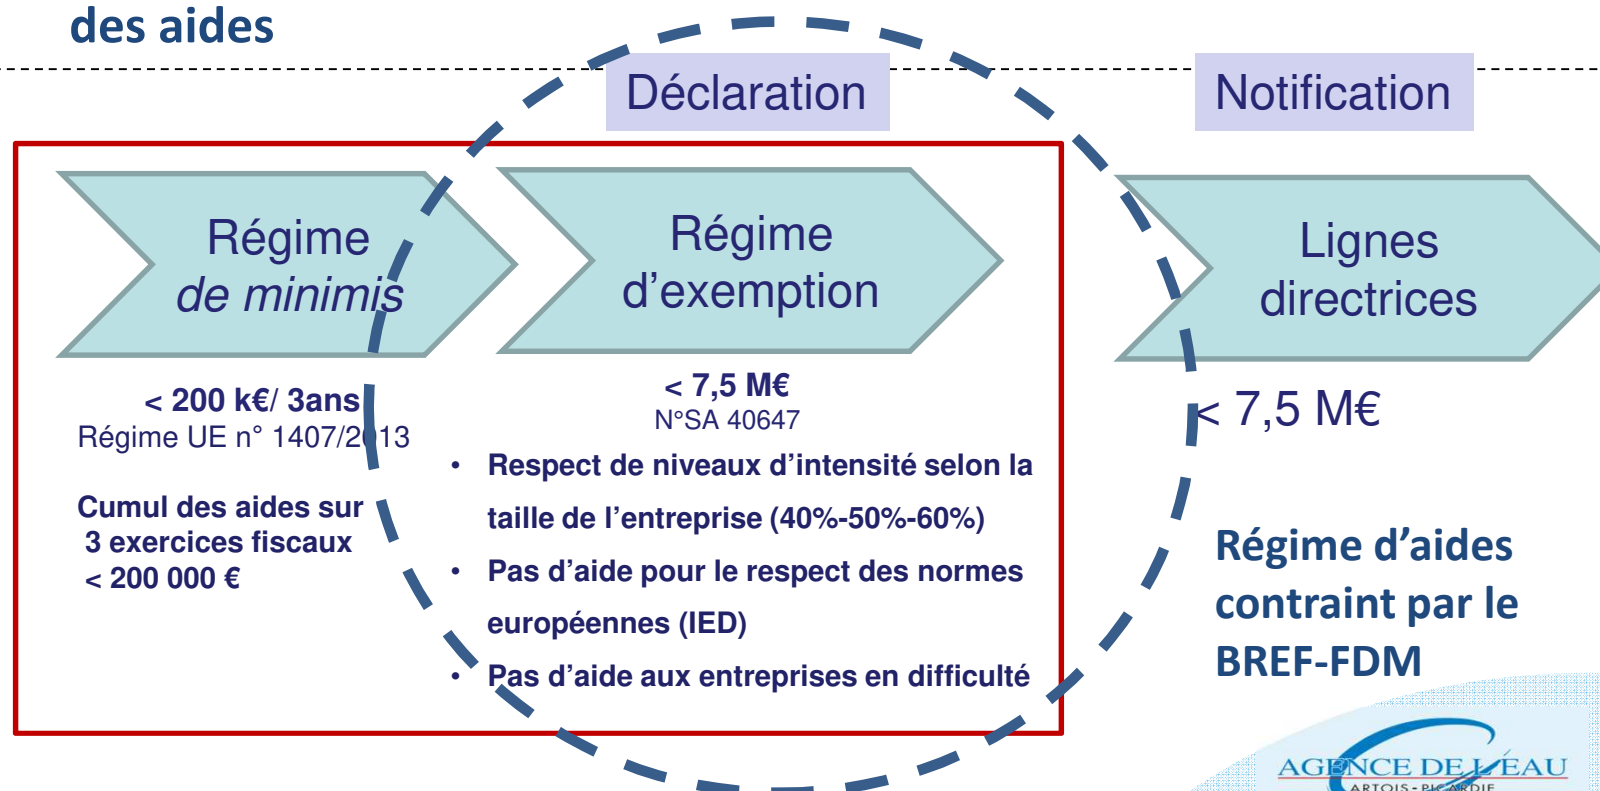 des aides
Déclaration
Notification
Régime
de minimis
Régime
d’exemption
Lignes
directrices
< 200 k€/ 3ans
Régime UE n° 1407/2013
Cumul des aides sur
3 exercices fiscaux
< 200 000 €
< 7,5 M€
N°SA 40647
• Respect de niveaux d’intensité selon la
taille de l’entreprise (40%-50%-60%)
• Pas d’aide pour le respect des normes
européennes (IED)
• Pas d’aide aux entreprises en difficulté
< 7,5 M€
Régime d’aides
contraint par le
BREF-FDM
AGENCE DE L’EAU
ARTOIS - PICARDIE